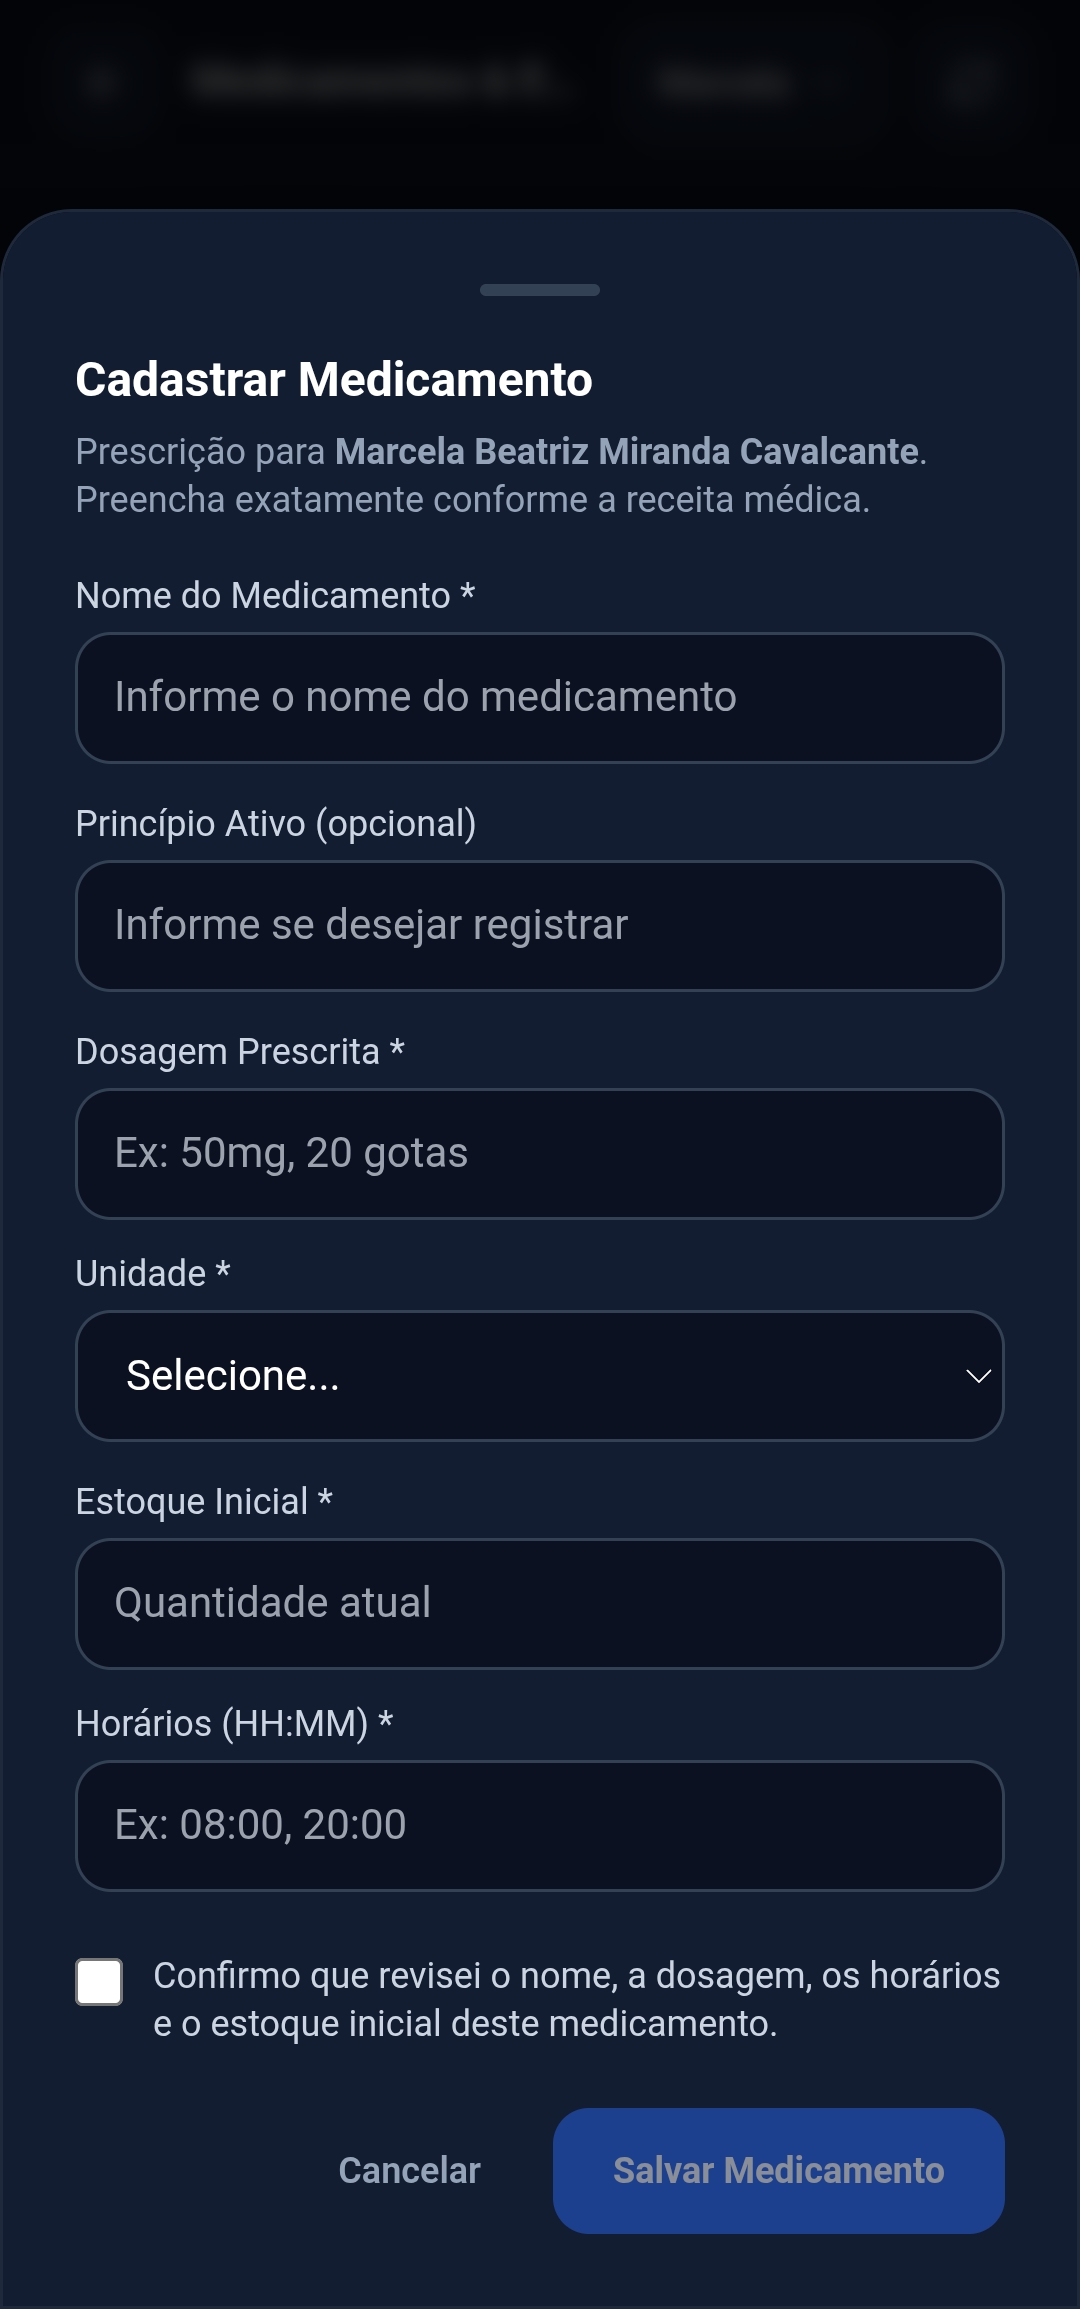 Cadastrar Medicamento
Prescrição para Marcela Beatriz Miranda Cavalcante.
Preencha exatamente conforme a receita médica.
Nome do Medicamento *
Informe o nome do medicamento
Princípio Ativo (opcional)
Informe se desejar registrar
Dosagem Prescrita *
Ex: 50mg, 20 gotas
Unidade *
Selecione...
Estoque Inicial *
Quantidade atual
Horários (HH:MM) *
Ex: 08:00, 20:00
Confirmo que revisei o nome, a dosagem, os horários
e o estoque inicial deste medicamento.
Cancelar
Salvar Medicamento